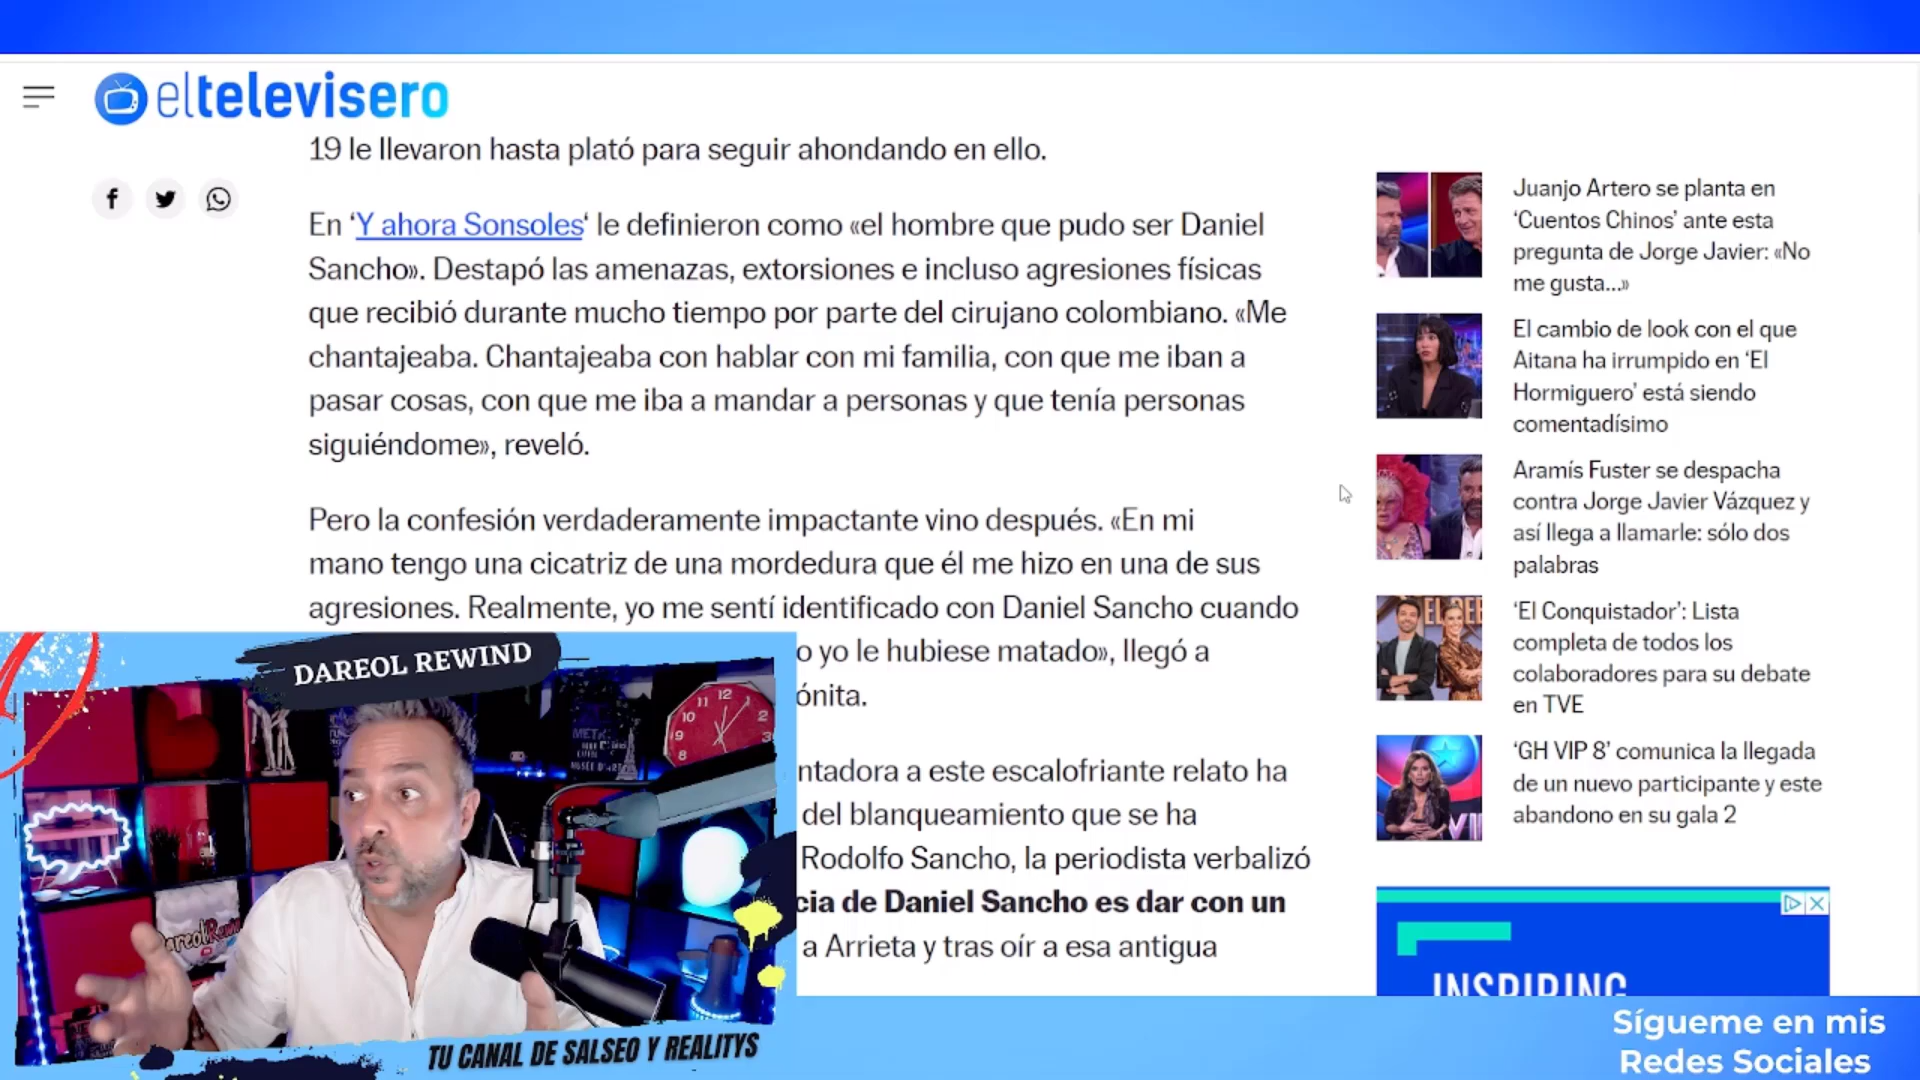 eltelevisero
19 le llevaron hasta plató para seguir ahondando en ello.
En ‘Y ahora Sonsoles‘ le definieron como «el hombre que pudo ser Daniel
Sancho». Destapó las amenazas, extorsiones e incluso agresiones físicas
que recibió durante mucho tiempo por parte del cirujano colombiano. «Me
chantajeaba. Chantajeaba con hablar con mi familia, con que me iban a
pasar cosas, con que me iba a mandar a personas y que tenía personas
siguiéndome», reveló.
Pero la confesión verdaderamente impactante vino después. «En mi
mano tengo una cicatriz de una mordedura que él me hizo en una de sus
agresiones. Realmente, yo me sentí identificado con Daniel Sancho cuando
o yo le hubiese matado», llegó a
ónita.
ntadora a este escalofriante relato ha
del blanqueamiento que se ha
Rodolfo Sancho, la periodista verbalizó
cia de Daniel Sancho es dar con un
a Arrieta y tras oír a esa antigua
Juanjo Artero se planta en
‘Cuentos Chinos’ ante esta
pregunta de Jorge Javier: «No
me gusta...»
El cambio de look con el que
Aitana ha irrumpido en ‘El
Hormiguero’ está siendo
comentadísimo
Aramís Fuster se despacha
contra Jorge Javier Vázquez y
así llega a llamarle: sólo dos
palabras
‘El Conquistador’: Lista
completa de todos los
colaboradores para su debate
en TVE
‘GH VIP 8’ comunica la llegada
de un nuevo participante y este
abandono en su gala 2
INSPIRING
DAREOL REWIND
11 12 1
10 2
9 3
8
TU CANAL DE SALSEO Y REALITYS
Sígueme en mis
Redes Sociales